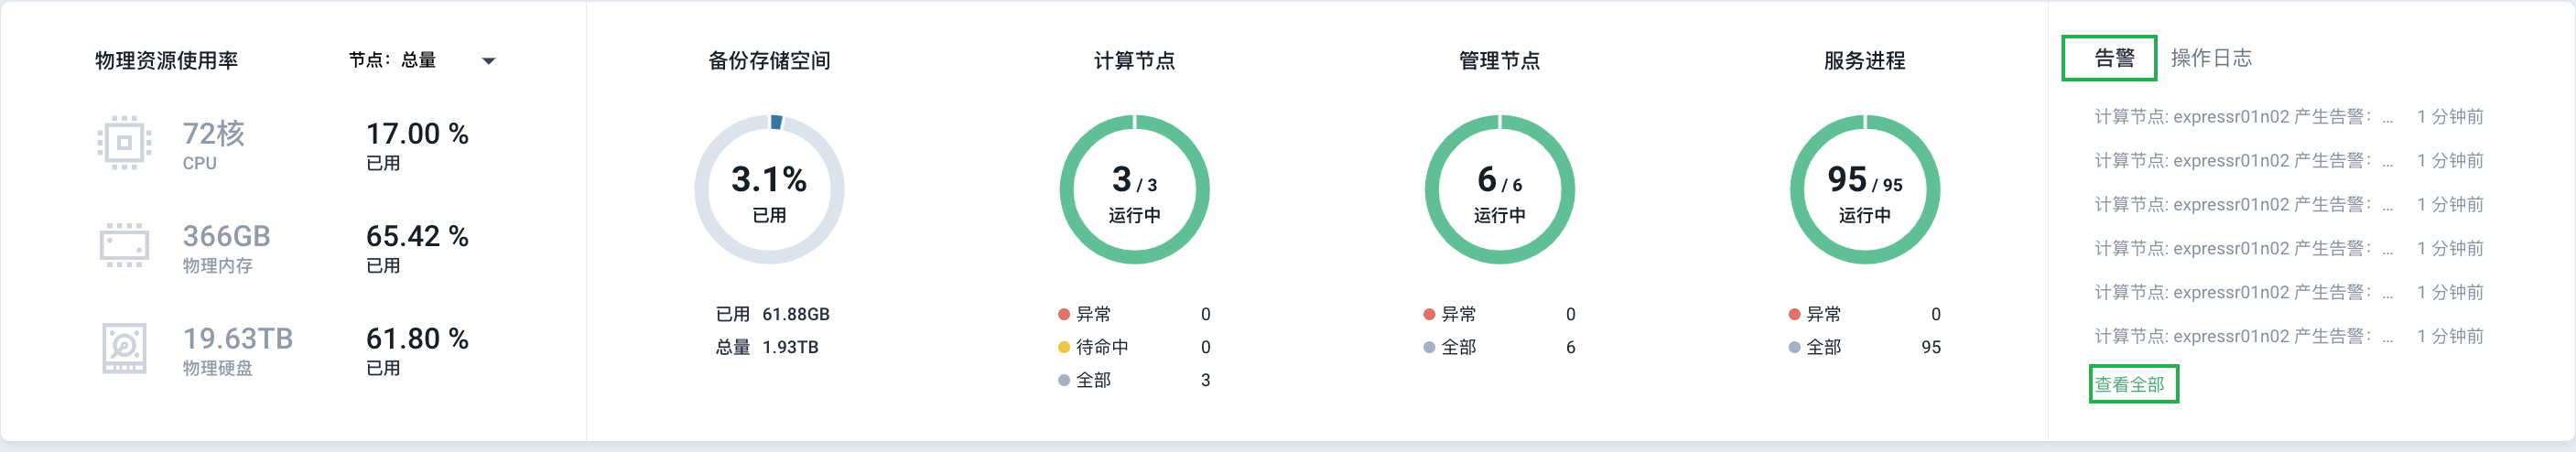 物理资源使用率
节点：总量
72核
CPU
17.00 %
已用
366GB
物理内存
65.42 %
已用
19.63TB
物理硬盘
61.80 %
已用
备份存储空间
3.1%
已用
已用 61.88GB
总量 1.93TB
计算节点
3 / 3
运行中
异常 0
待命中 0
全部 3
管理节点
6 / 6
运行中
异常 0
全部 6
服务进程
95 / 95
运行中
异常 0
全部 95
告警 操作日志
计算节点: expressr01n02 产生告警： ... 1 分钟前
计算节点: expressr01n02 产生告警： ... 1 分钟前
计算节点: expressr01n02 产生告警： ... 1 分钟前
计算节点: expressr01n02 产生告警： ... 1 分钟前
计算节点: expressr01n02 产生告警： ... 1 分钟前
计算节点: expressr01n02 产生告警： ... 1 分钟前
查看全部